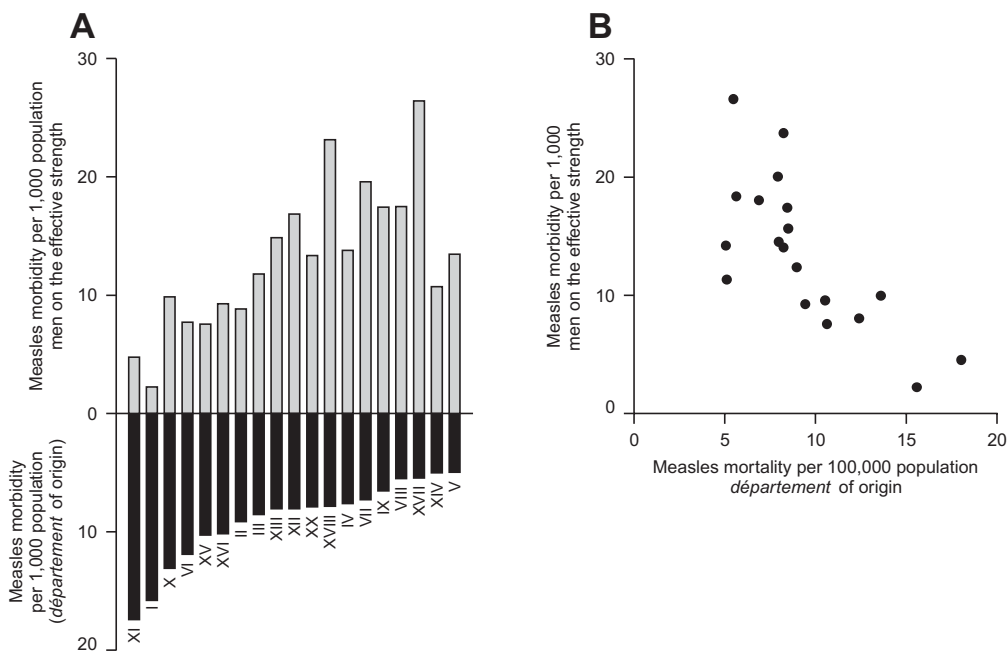 A
30
20
10
0
10
20
Measles morbidity per 1,000 population
men on the effective strength
Measles morbidity
per 1,000 population
(département of origin)
XI
I
X
VI
XV
XVI
II
III
XIII
XII
XX
XVIII
IV
VII
IX
VIII
XVII
XIV
V
B
30
20
10
0
Measles morbidity per 1,000
men on the effective strength
0 5 10 15 20
Measles mortality per 100,000 population
département of origin